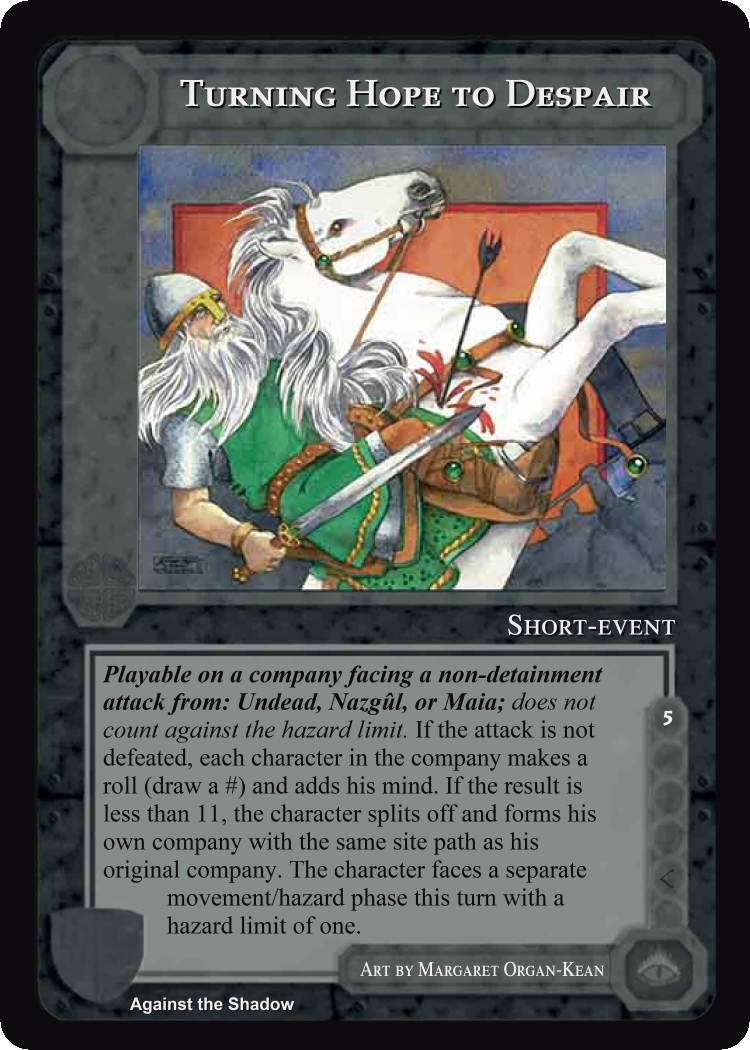 Turning Hope to Despair
Short-event
Playable on a company facing a non-detainment
attack from: Undead, Nazgûl, or Maia; does not
count against the hazard limit. If the attack is not
defeated, each character in the company makes a
roll (draw a #) and adds his mind. If the result is
less than 11, the character splits off and forms his
own company with the same site path as his
original company. The character faces a separate
movement/hazard phase this turn with a
hazard limit of one.
5
Art by Margaret Organ-Kean
Against the Shadow